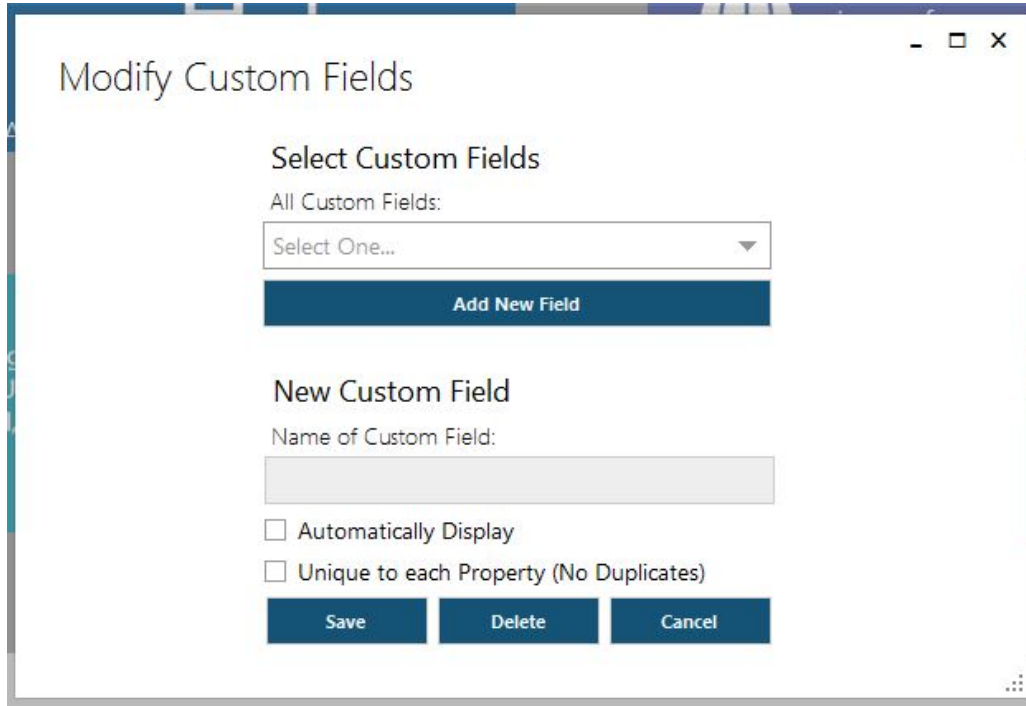 Modify Custom Fields
Select Custom Fields
All Custom Fields:
Select One...
Add New Field
New Custom Field
Name of Custom Field:
Automatically Display
Unique to each Property (No Duplicates)
Save Delete Cancel